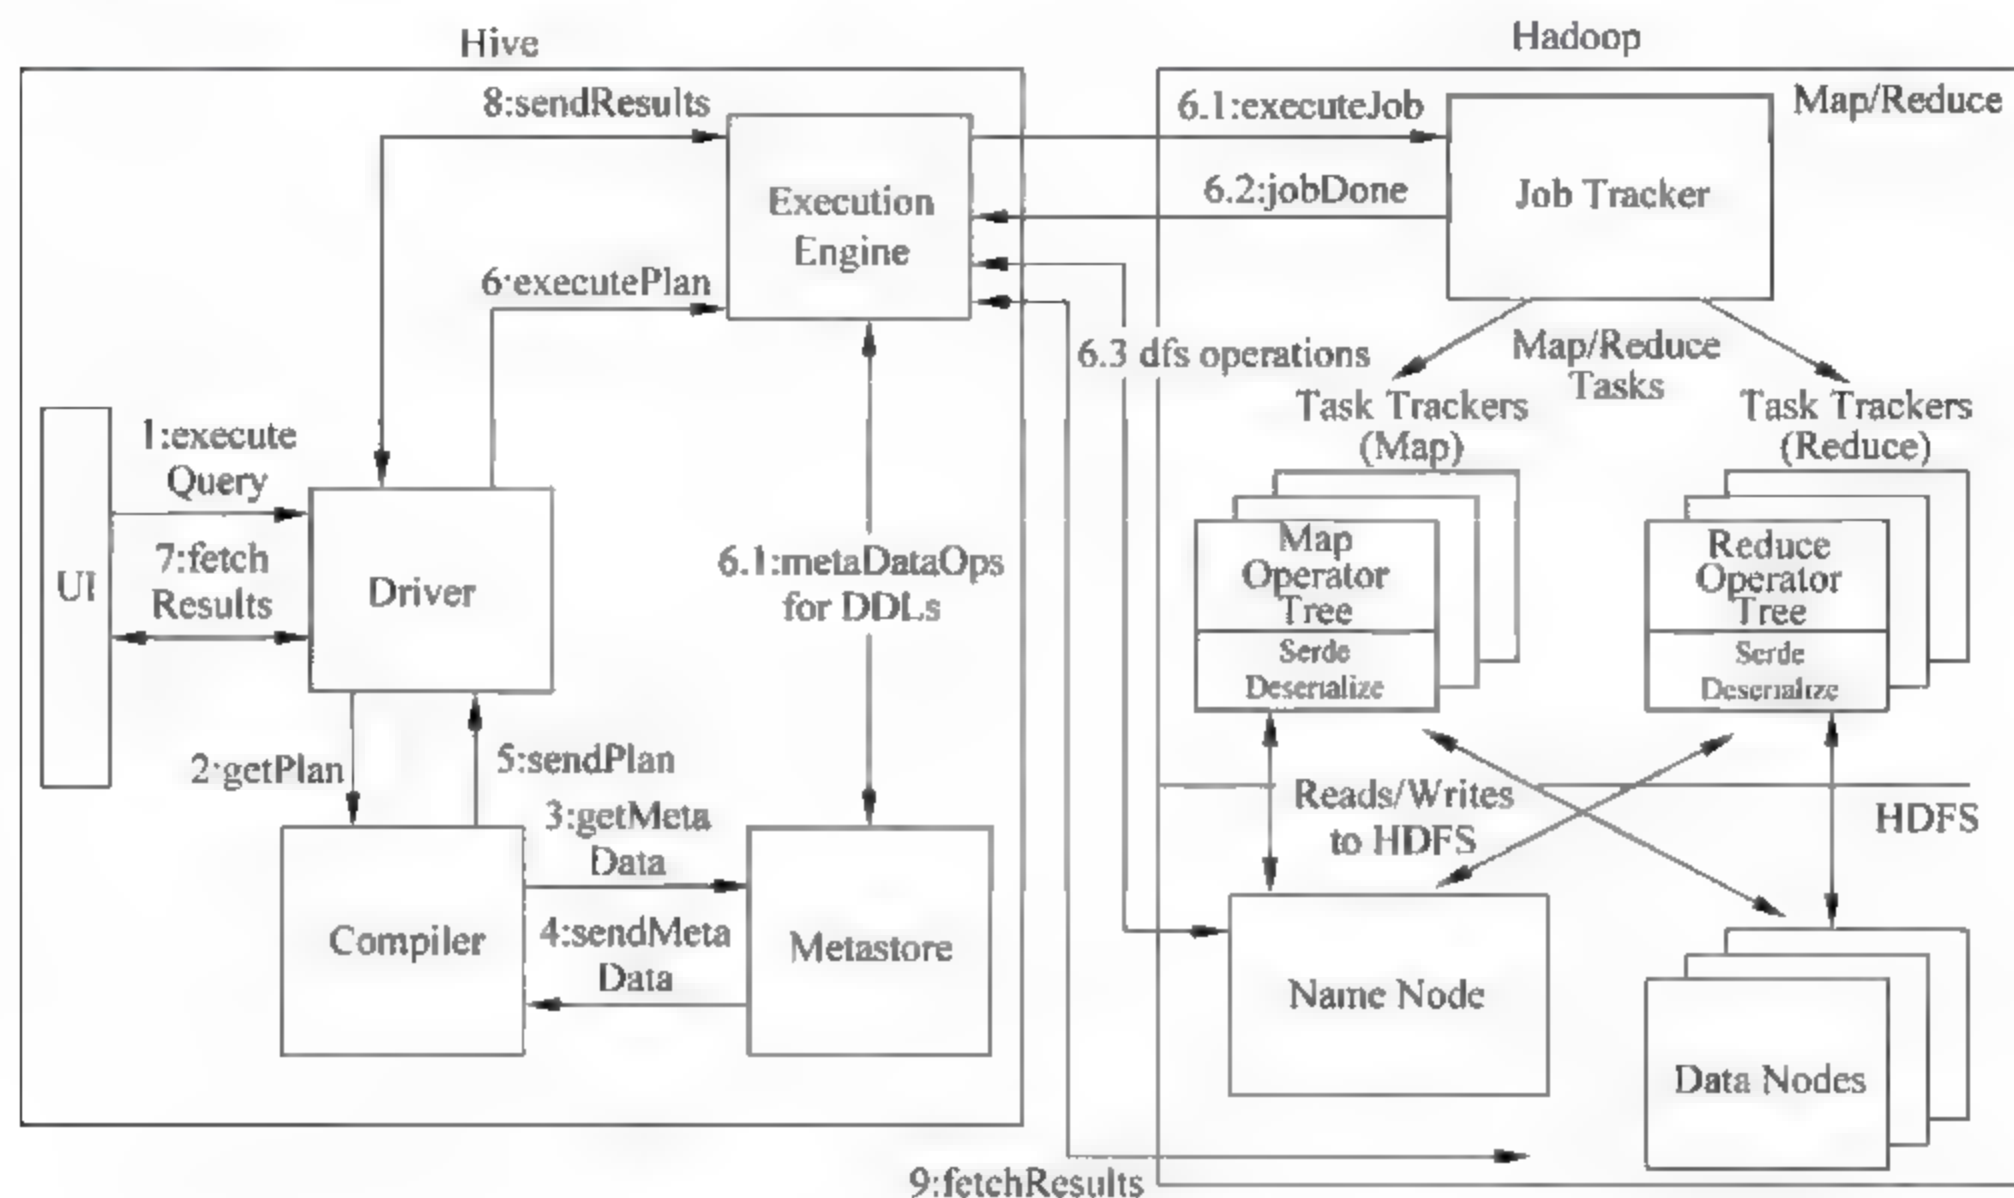 Hive
Hadoop
8:sendResults
6.1:executeJob
Map/Reduce
Execution
Engine
6.2:jobDone
Job Tracker
6:executePlan
6.3 dfs operations
Map/Reduce
Tasks
Task Trackers
(Map)
Task Trackers
(Reduce)
1:execute
Query
7:fetch
Results
UI
Driver
6.1:metaDataOps
for DDLs
Map
Operator
Tree
Serde
Deserialize
Reduce
Operator
Tree
Serde
Deserialize
2:getPlan
5:sendPlan
3:getMeta
Data
Reads/Writes
to HDFS
HDFS
Compiler
4:sendMeta
Data
Metastore
Name Node
Data Nodes
9:fetchResults